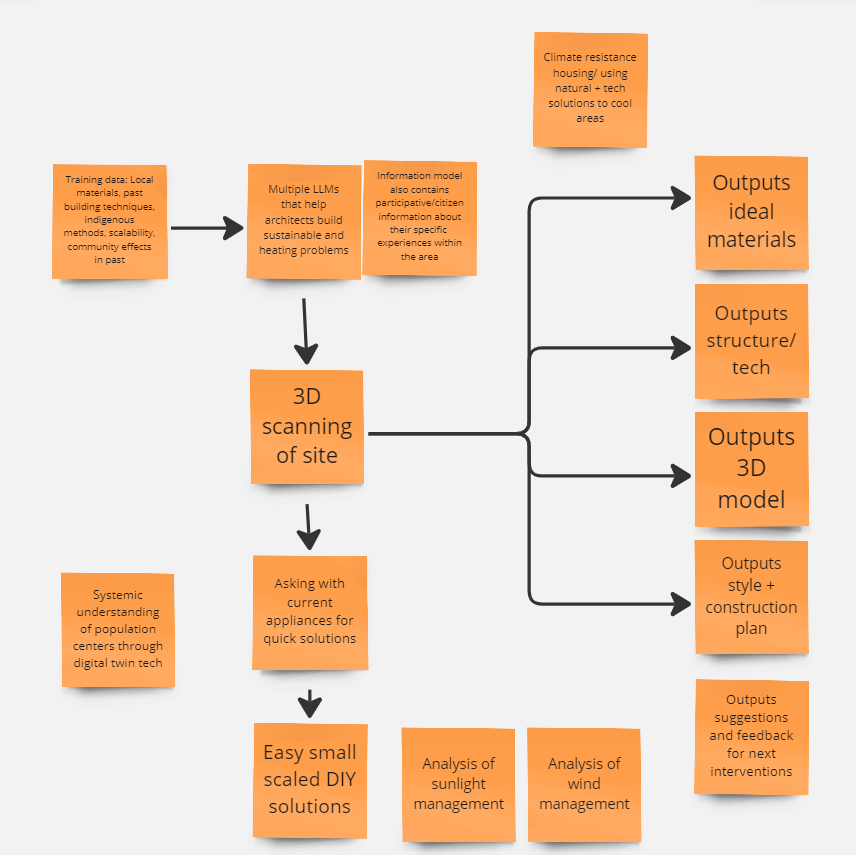 Climate resistance
housing/ using
natural + tech
solutions to cool
areas
Training data: Local
materials, past
building techniques,
indigenous
methods, scalability,
community effects
in past
Multiple LLMs
that help
architects build
sustainable and
heating problems
Information model
also contains
participative/citizen
information about
their specific
experiences within
the area
Outputs
ideal
materials
Outputs
structure/
tech
3D
scanning
of site
Outputs
3D
model
Outputs
style +
construction
plan
Asking with
current
appliances for
quick solutions
Systemic
understanding
of population
centers through
digital twin tech
Outputs
suggestions
and feedback
for next
interventions
Easy small
scaled DIY
solutions
Analysis of
sunlight
management
Analysis of
wind
management